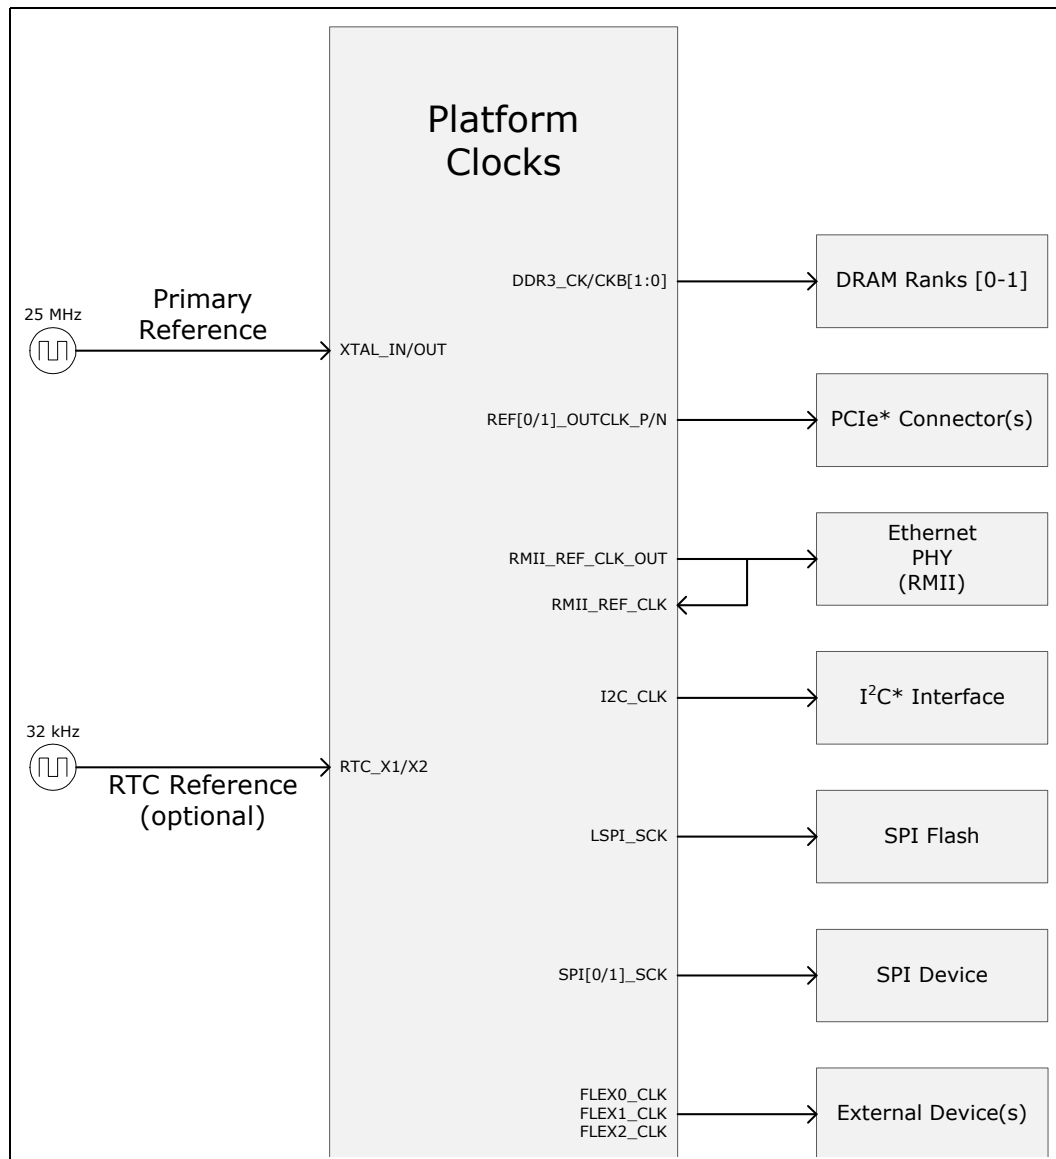 Platform
Clocks
DDR3_CK/CKB[1:0]
DRAM Ranks [0-1]
25 MHz
Primary
Reference
XTAL_IN/OUT
REF[0/1]_OUTCLK_P/N
PCIe* Connector(s)
RMII_REF_CLK_OUT
RMII_REF_CLK
Ethernet
PHY
(RMII)
I2C_CLK
I²C* Interface
32 kHz
RTC Reference
(optional)
RTC_X1/X2
LSPI_SCK
SPI Flash
SPI[0/1]_SCK
SPI Device
FLEX0_CLK
FLEX1_CLK
FLEX2_CLK
External Device(s)